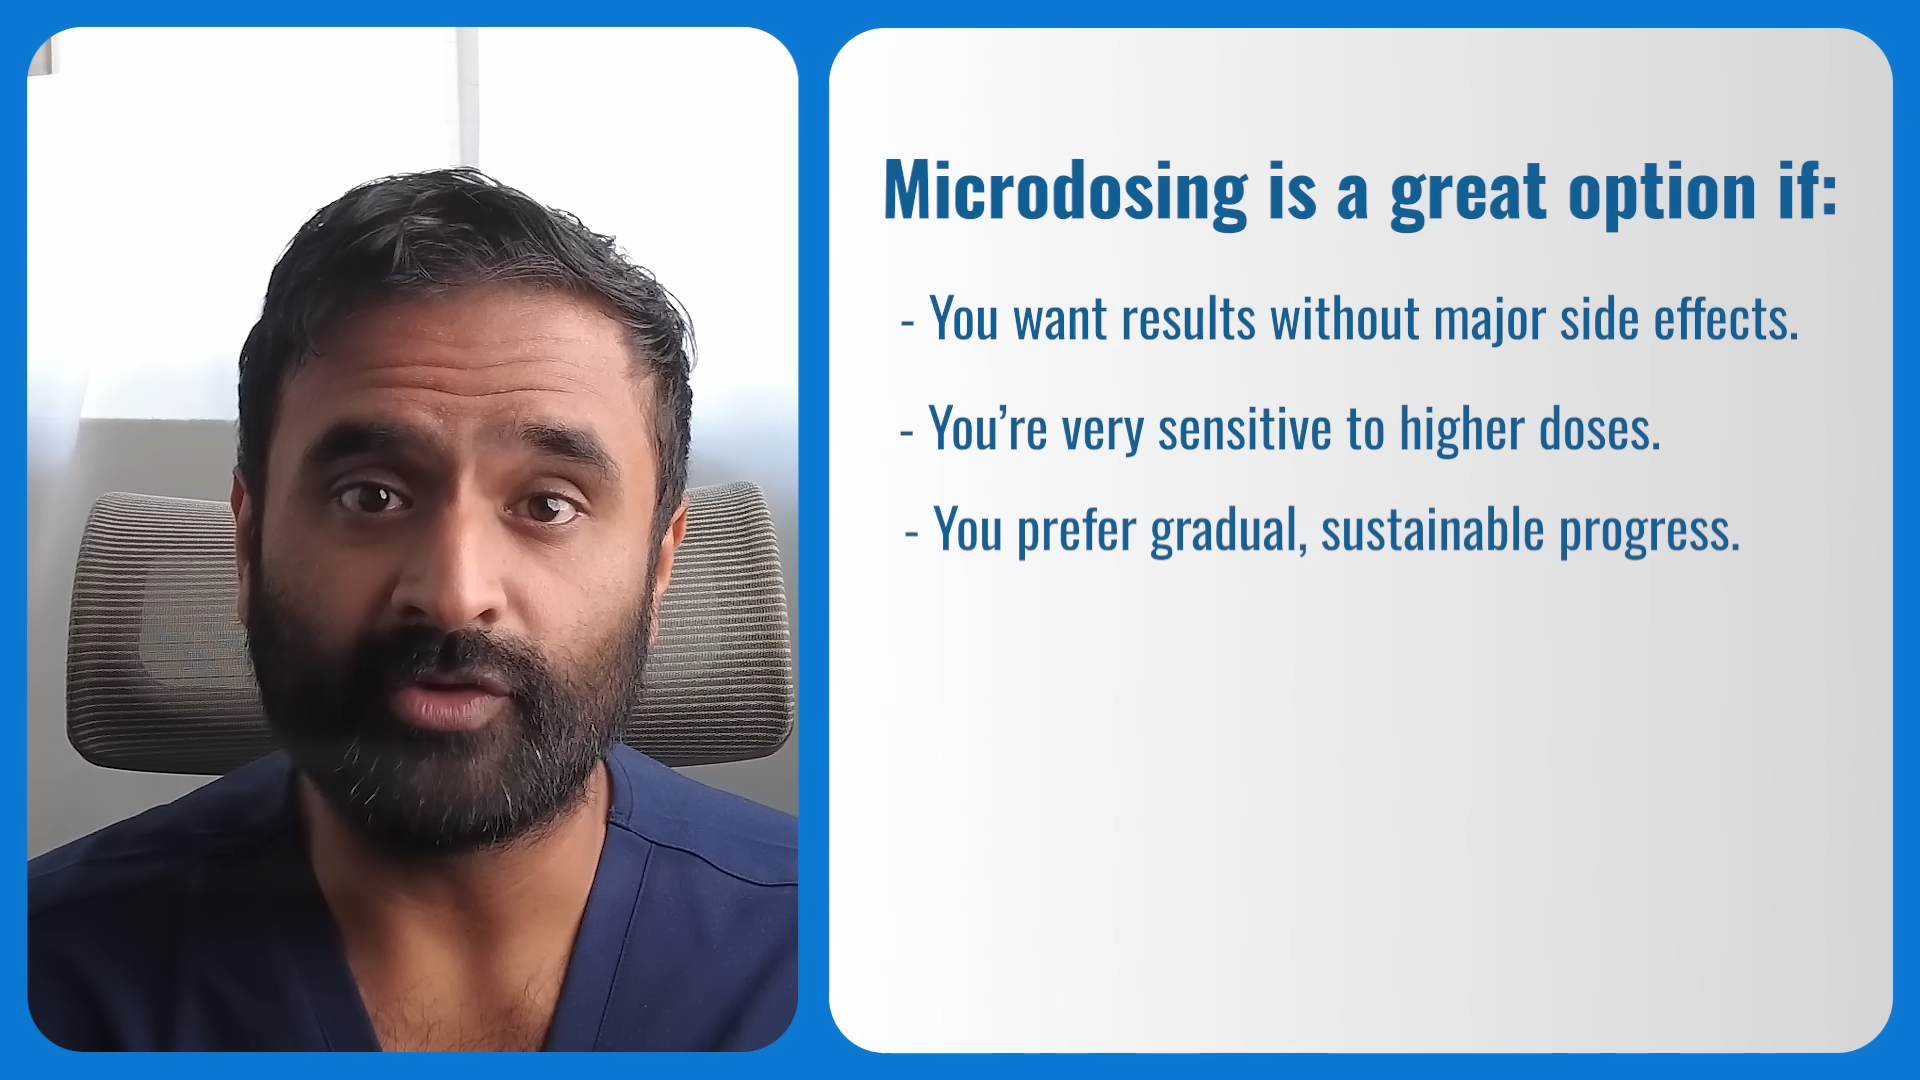 Microdosing is a great option if:
- You want results without major side effects.
- You’re very sensitive to higher doses.
- You prefer gradual, sustainable progress.